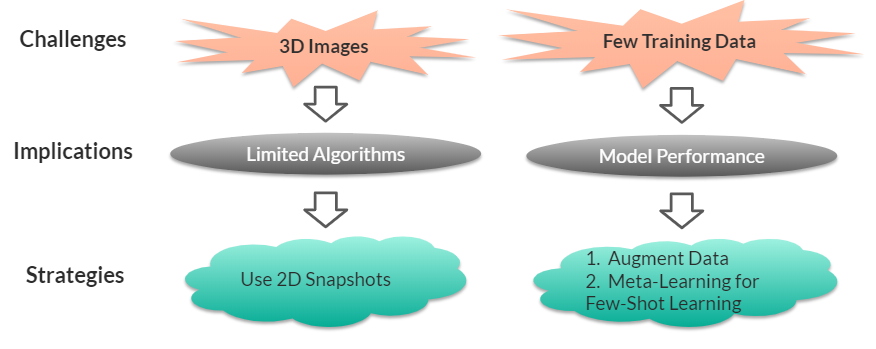 Challenges
3D Images
Few Training Data
Implications
Limited Algorithms
Model Performance
Strategies
Use 2D Snapshots
1. Augment Data
2. Meta-Learning for
Few-Shot Learning